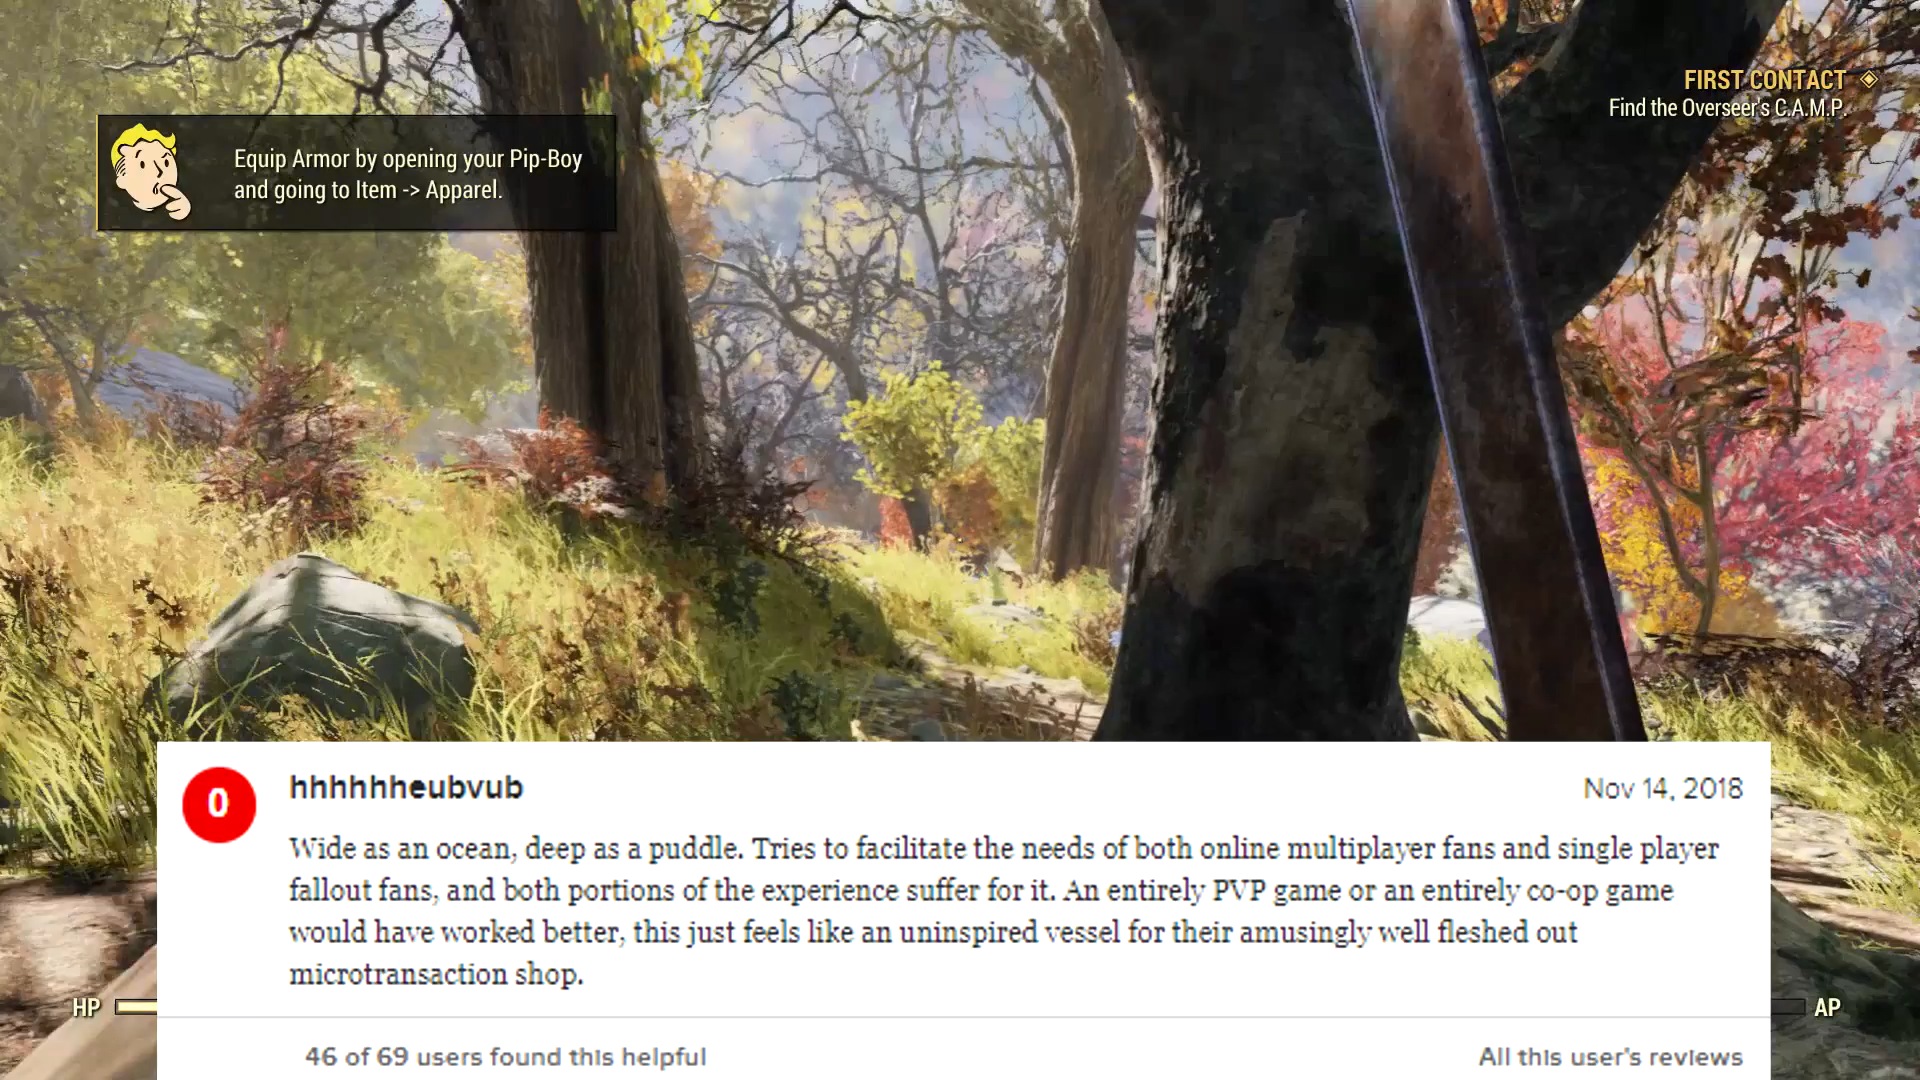 FIRST CONTACT
Find the Overseer's C.A.M.P.
Equip Armor by opening your Pip-Boy
and going to Item -> Apparel.
0
hhhhhheubvub
Nov 14, 2018
Wide as an ocean, deep as a puddle. Tries to facilitate the needs of both online multiplayer fans and single player
fallout fans, and both portions of the experience suffer for it. An entirely PVP game or an entirely co-op game
would have worked better, this just feels like an uninspired vessel for their amusingly well fleshed out
microtransaction shop.
HP
AP
46 of 69 users found this helpful
All this user's reviews